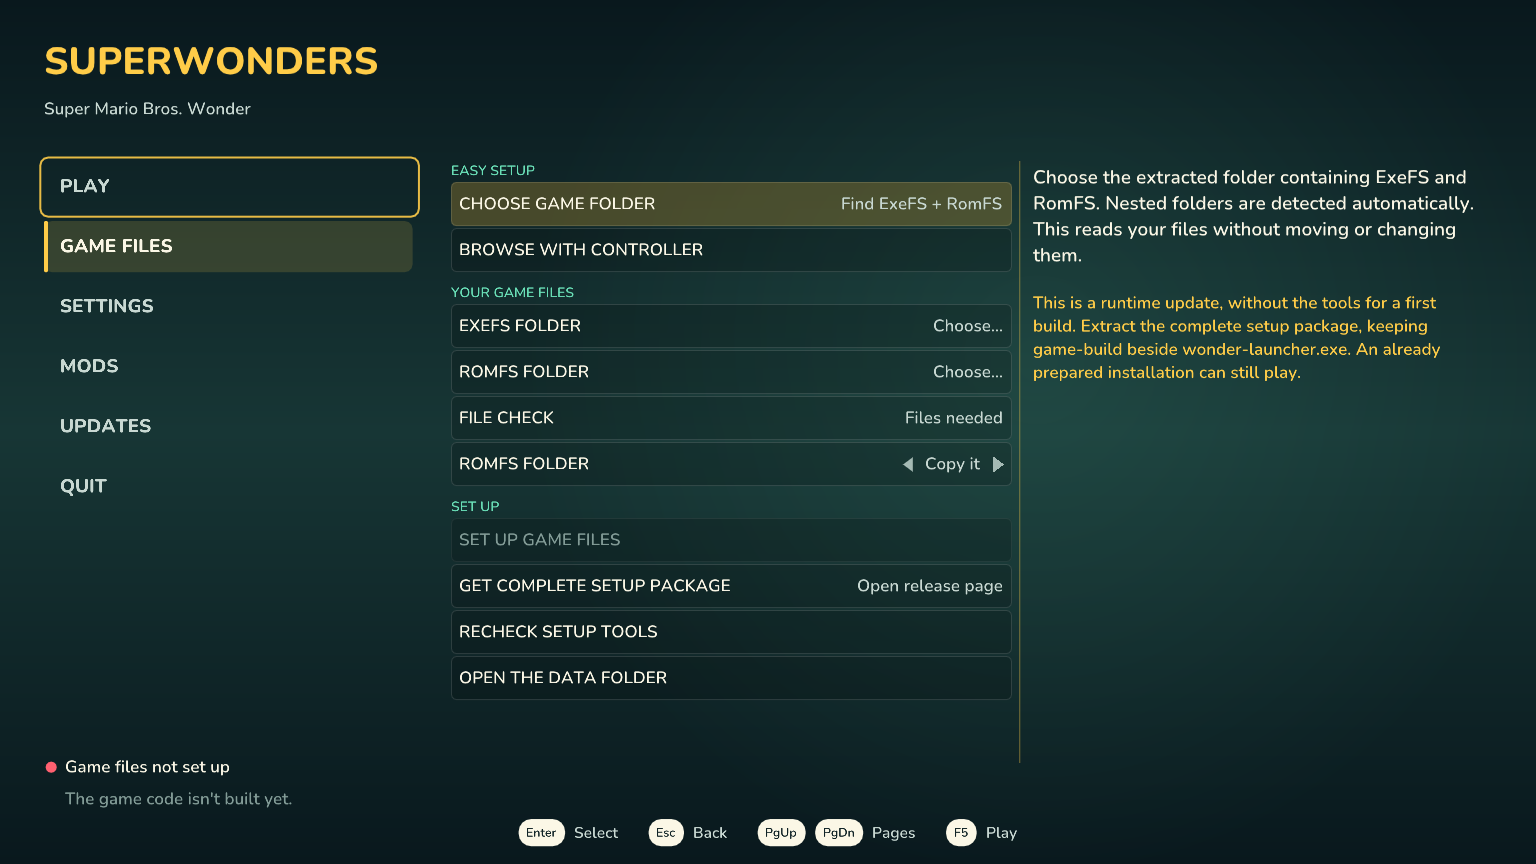 SUPERWONDERS
Super Mario Bros. Wonder
PLAY
GAME FILES
SETTINGS
MODS
UPDATES
QUIT
EASY SETUP
CHOOSE GAME FOLDER Find ExeFS + RomFS
BROWSE WITH CONTROLLER
YOUR GAME FILES
EXEFS FOLDER Choose...
ROMFS FOLDER Choose...
FILE CHECK Files needed
ROMFS FOLDER Copy it
SET UP
SET UP GAME FILES
GET COMPLETE SETUP PACKAGE Open release page
RECHECK SETUP TOOLS
OPEN THE DATA FOLDER
Choose the extracted folder containing ExeFS and
RomFS. Nested folders are detected automatically.
This reads your files without moving or changing
them.
This is a runtime update, without the tools for a first
build. Extract the complete setup package, keeping
game-build beside wonder-launcher.exe. An already
prepared installation can still play.
Game files not set up
The game code isn't built yet.
Enter Select Esc Back PgUp PgDn Pages F5 Play